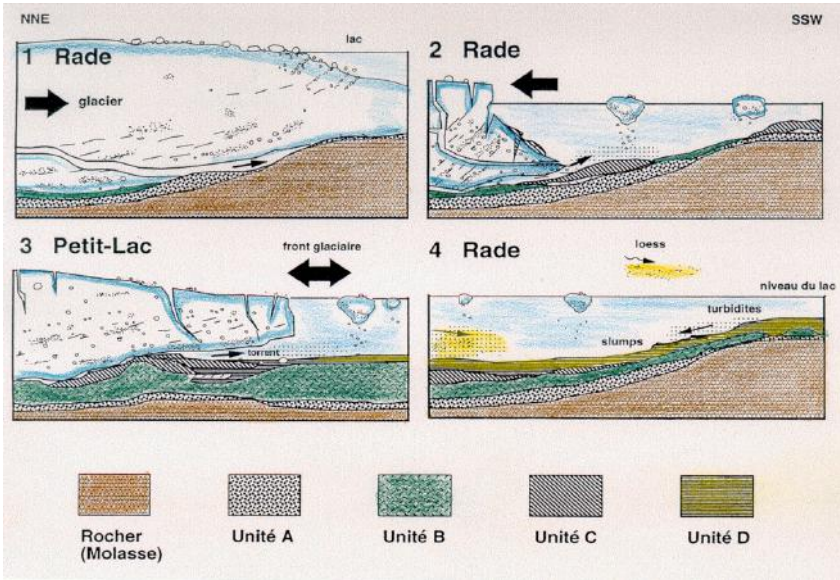 NNE
SSW
1 Rade
lac
glacier
2 Rade
3 Petit-Lac
front glaciaire
torrent
4 Rade
loess
niveau du lac
turbidites
slumps
Rocher
(Molasse)
Unité A
Unité B
Unité C
Unité D